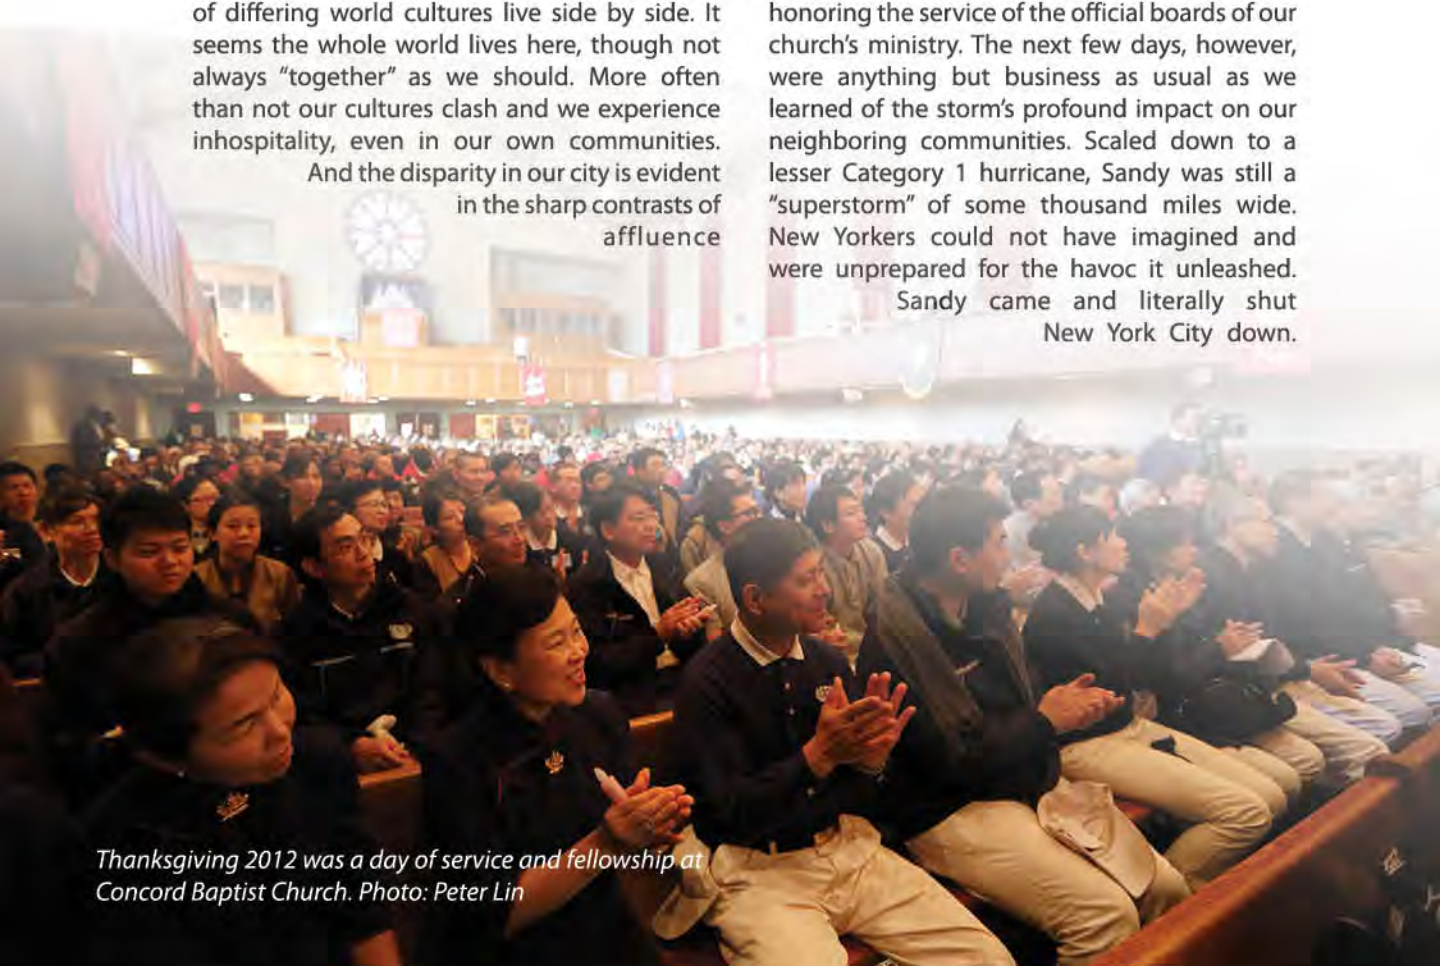 of differing world cultures live side by side. It
seems the whole world lives here, though not
always “together” as we should. More often
than not our cultures clash and we experience
inhospitality, even in our own communities.
And the disparity in our city is evident
in the sharp contrasts of
affluence
honoring the service of the official boards of our
church’s ministry. The next few days, however,
were anything but business as usual as we
learned of the storm’s profound impact on our
neighboring communities. Scaled down to a
lesser Category 1 hurricane, Sandy was still a
“superstorm” of some thousand miles wide.
New Yorkers could not have imagined and
were unprepared for the havoc it unleashed.
Sandy came and literally shut
New York City down.
Thanksgiving 2012 was a day of service and fellowship at
Concord Baptist Church. Photo: Peter Lin